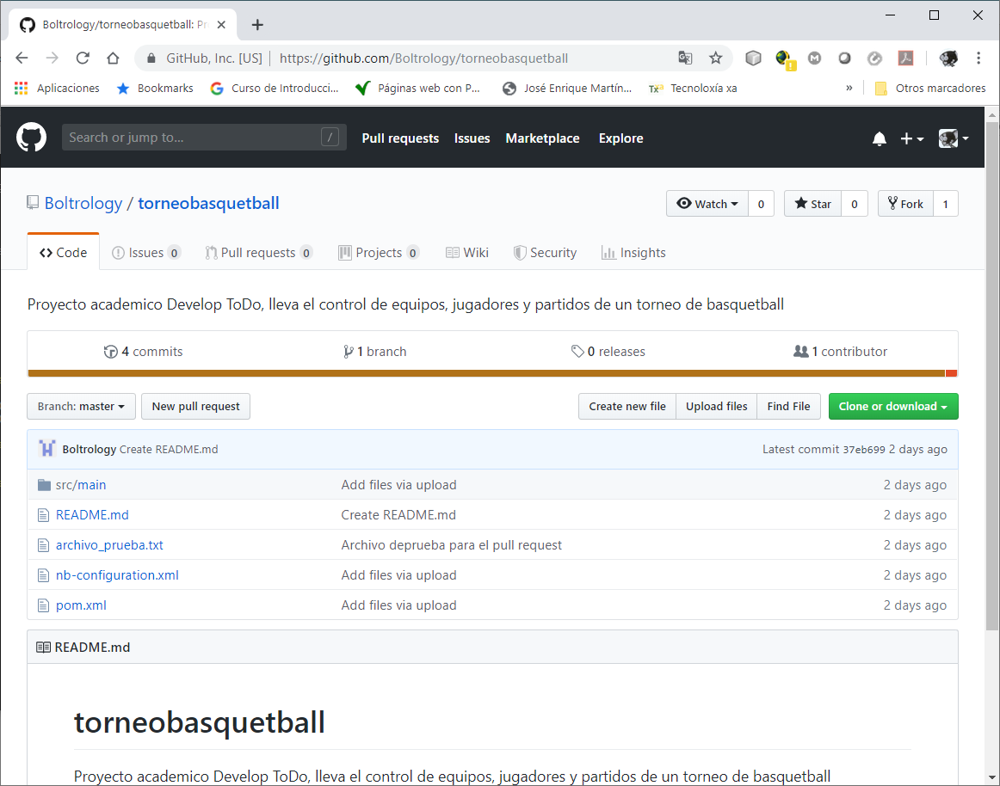 Boltrology/torneobasquetball: Pr
GitHub, Inc. [US] | https://github.com/Boltrology/torneobasquetball
Aplicaciones Bookmarks Curso de Introducci... Páginas web con P... José Enrique Martín... Tx Tecnoloxía xa » Otros marcadores
Search or jump to... / Pull requests Issues Marketplace Explore
Boltrology / torneobasquetball Watch 0 Star 0 Fork 1
Code Issues 0 Pull requests 0 Projects 0 Wiki Security Insights
Proyecto academico Develop ToDo, lleva el control de equipos, jugadores y partidos de un torneo de basquetball
4 commits 1 branch 0 releases 1 contributor
Branch: master New pull request Create new file Upload files Find File Clone or download
Boltrology Create README.md Latest commit 37eb699 2 days ago
src/main Add files via upload 2 days ago
README.md Create README.md 2 days ago
archivo_prueba.txt Archivo deprueba para el pull request 2 days ago
nb-configuration.xml Add files via upload 2 days ago
pom.xml Add files via upload 2 days ago
README.md
torneobasquetball
Proyecto academico Develop ToDo, lleva el control de equipos, jugadores y partidos de un torneo de basquetball